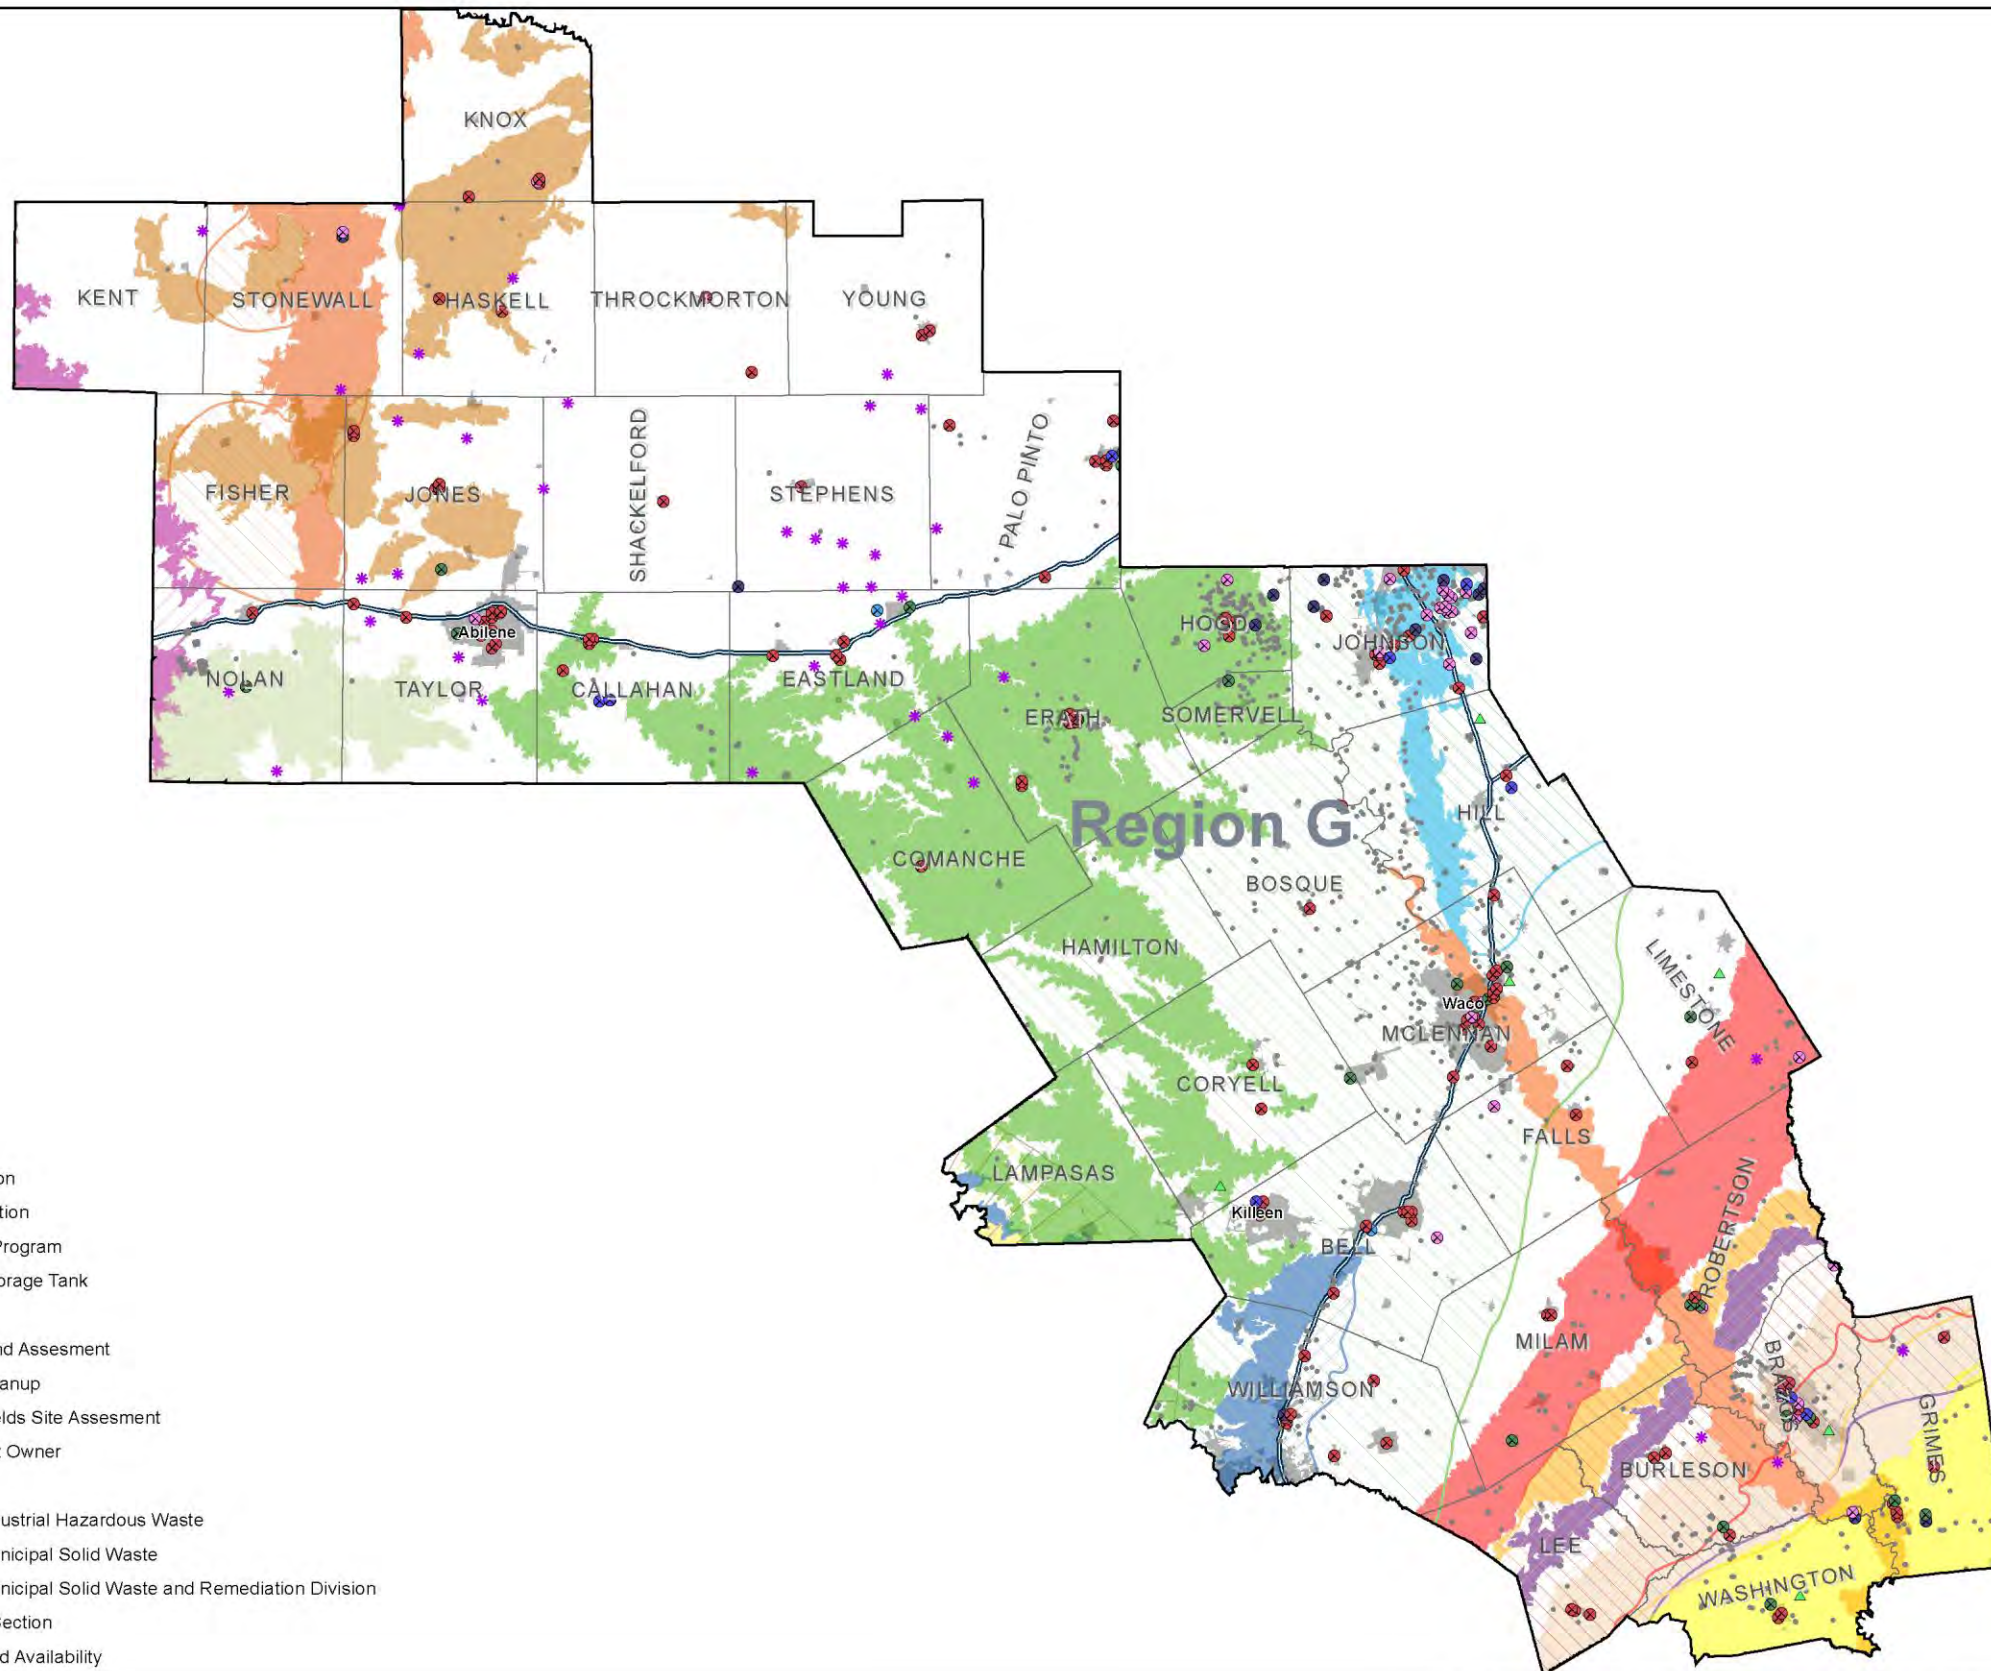 KNOX
KENT
STONEWALL
HASKELL
THROCKMORTON
YOUNG
FISHER
JONES
SHACKELFORD
STEPHENS
PALO PINTO
Abilene
NOLAN
TAYLOR
CALLAHAN
EASTLAND
ERATH
HOOD
SOMERVELL
JOHNSON
Region G
HILL
COMANCHE
BOSQUE
HAMILTON
LIMESTONE
Waco
MCLENNAN
CORYELL
FALLS
LAMPASAS
Killeen
BELL
ROBERTSON
MILAM
WILLIAMSON
BRAZOS
GRIMES
BURLESON
LEE
WASHINGTON
on
tion
Program
orage Tank
nd Assesment
anup
elds Site Assesment
t Owner
ustrial Hazardous Waste
nicipal Solid Waste
nicipal Solid Waste and Remediation Division
Section
d Availability